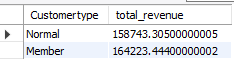 Customertype total_revenue
Normal 158743.30500000005
Member 164223.44400000002